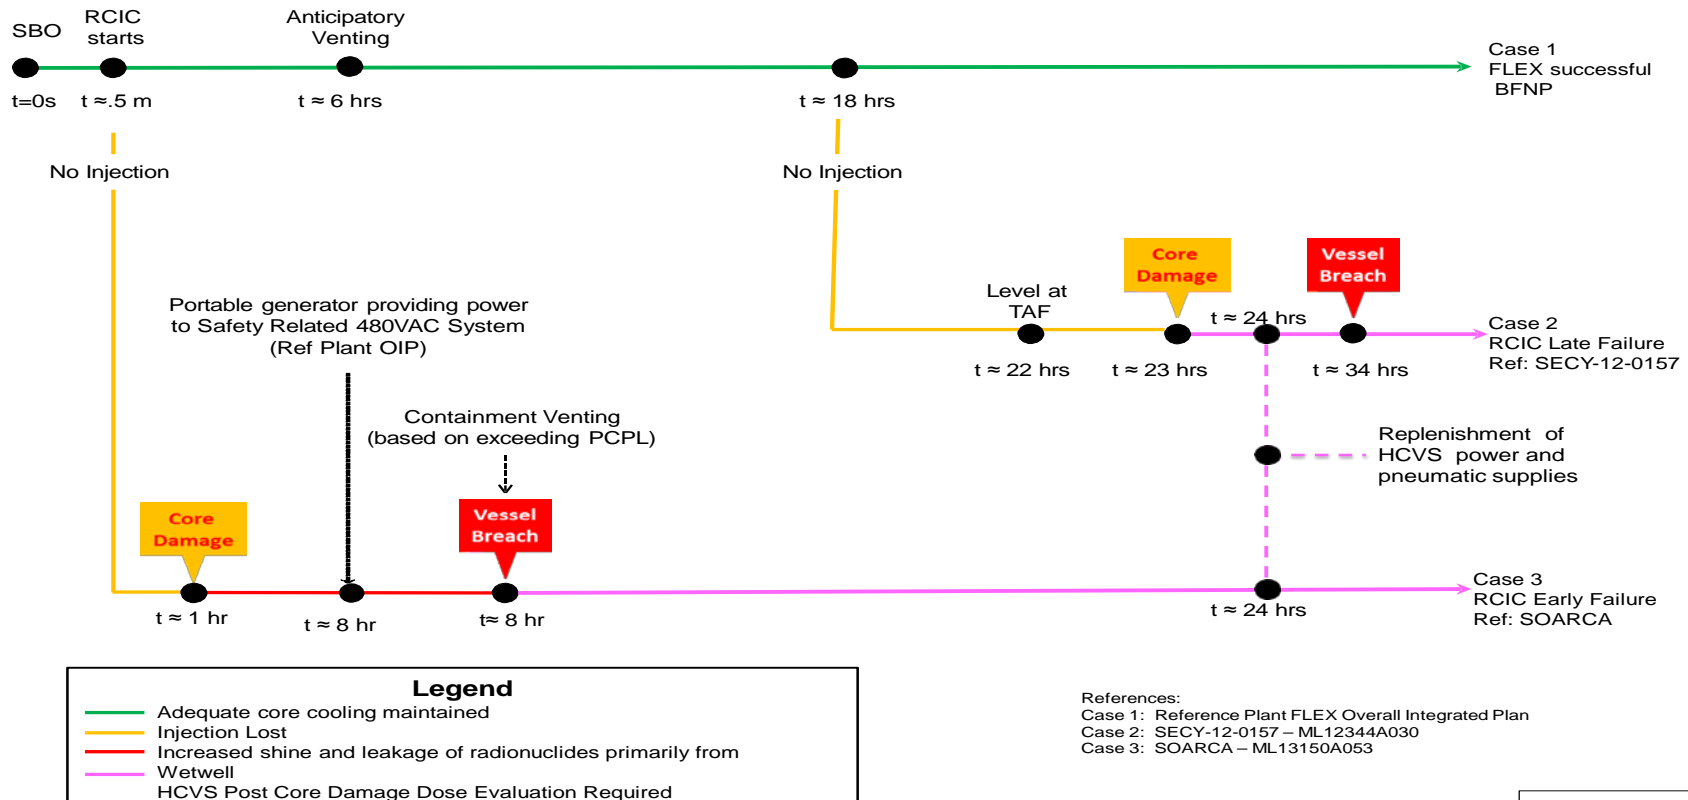 SBO
RCIC
starts
Anticipatory
Venting
t=0s
t ≈.5 m
t ≈ 6 hrs
t ≈ 18 hrs
Case 1
FLEX successful
BFNP
No Injection
No Injection
Core
Damage
Vessel
Breach
Level at
TAF
t ≈ 24 hrs
t ≈ 22 hrs
t ≈ 23 hrs
t ≈ 34 hrs
Case 2
RCIC Late Failure
Ref: SECY-12-0157
Portable generator providing power
to Safety Related 480VAC System
(Ref Plant OIP)
Containment Venting
(based on exceeding PCPL)
Replenishment of
HCVS power and
pneumatic supplies
Core
Damage
Vessel
Breach
t ≈ 1 hr
t ≈ 8 hr
t≈ 8 hr
t ≈ 24 hrs
Case 3
RCIC Early Failure
Ref: SOARCA
Legend
Adequate core cooling maintained
Injection Lost
Increased shine and leakage of radionuclides primarily from
Wetwell
HCVS Post Core Damage Dose Evaluation Required
References:
Case 1: Reference Plant FLEX Overall Integrated Plan
Case 2: SECY-12-0157 – ML12344A030
Case 3: SOARCA – ML13150A053